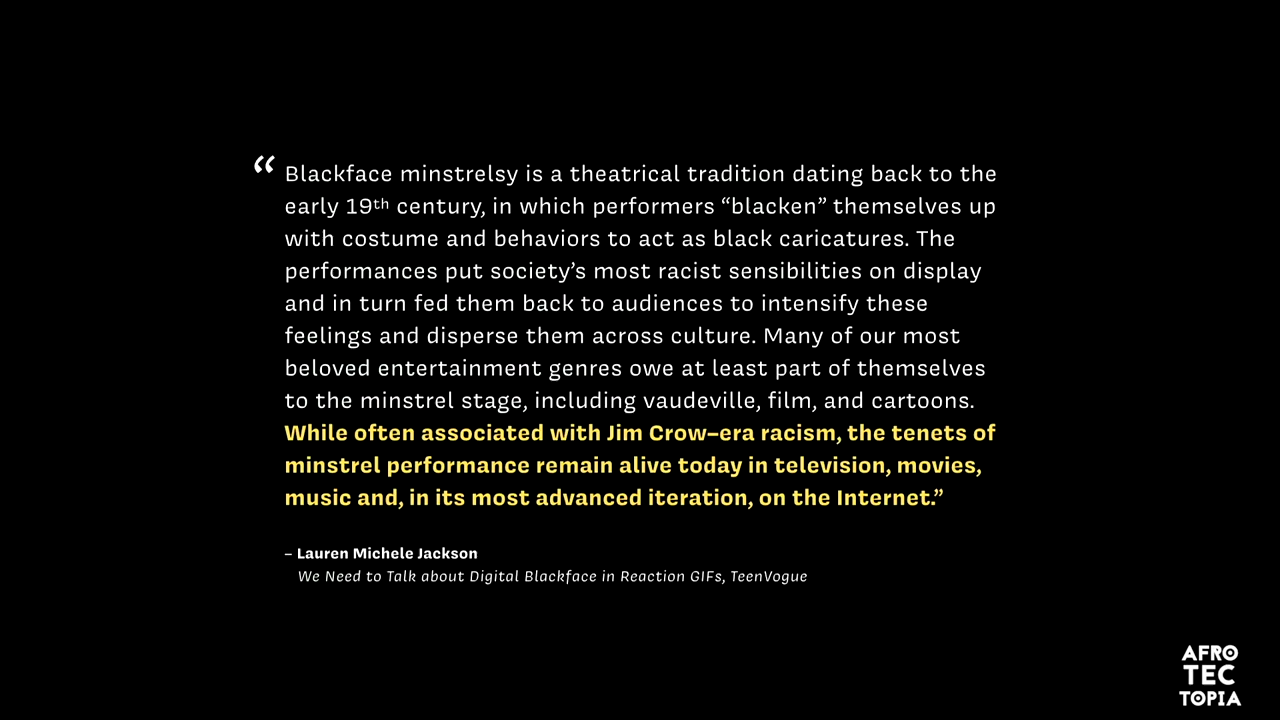 “Blackface minstrelsy is a theatrical tradition dating back to the
early 19th century, in which performers “blacken” themselves up
with costume and behaviors to act as black caricatures. The
performances put society’s most racist sensibilities on display
and in turn fed them back to audiences to intensify these
feelings and disperse them across culture. Many of our most
beloved entertainment genres owe at least part of themselves
to the minstrel stage, including vaudeville, film, and cartoons.
While often associated with Jim Crow–era racism, the tenets of
minstrel performance remain alive today in television, movies,
music and, in its most advanced iteration, on the Internet.”
– Lauren Michele Jackson
We Need to Talk about Digital Blackface in Reaction GIFs, TeenVogue
AFRO
TEC
TOPIA